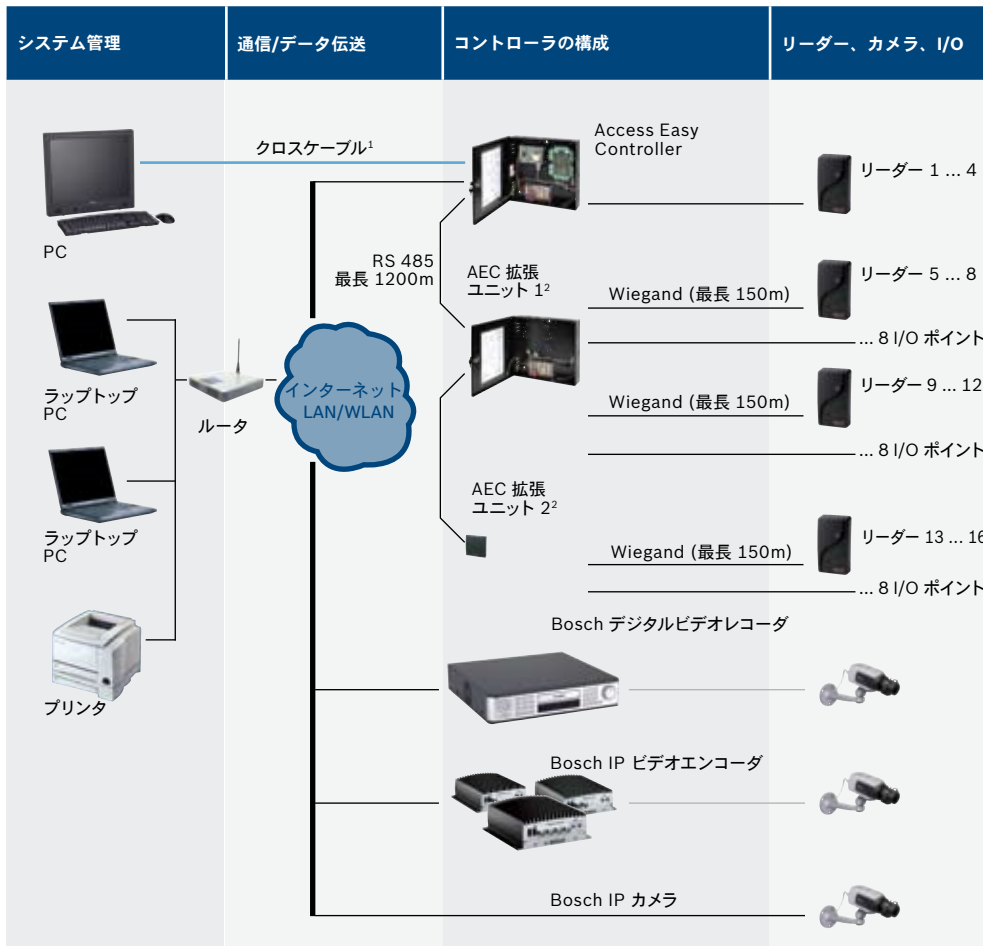 システム管理
通信/データ伝送
コントローラの構成
リーダー、カメラ、I/O
クロスケーブル¹
Access Easy
Controller
リーダー 1 ... 4
PC
RS 485
最長 1200m
AEC 拡張
ユニット 1²
Wiegand (最長 150m)
リーダー 5 ... 8
... 8 I/O ポイント
ラップトップ
PC
ルータ
インターネット
LAN/WLAN
Wiegand (最長 150m)
リーダー 9 ... 12
... 8 I/O ポイント
ラップトップ
PC
AEC 拡張
ユニット 2²
Wiegand (最長 150m)
リーダー 13 ... 16
... 8 I/O ポイント
プリンタ
Bosch デジタルビデオレコーダ
Bosch IP ビデオエンコーダ
Bosch IP カメラ